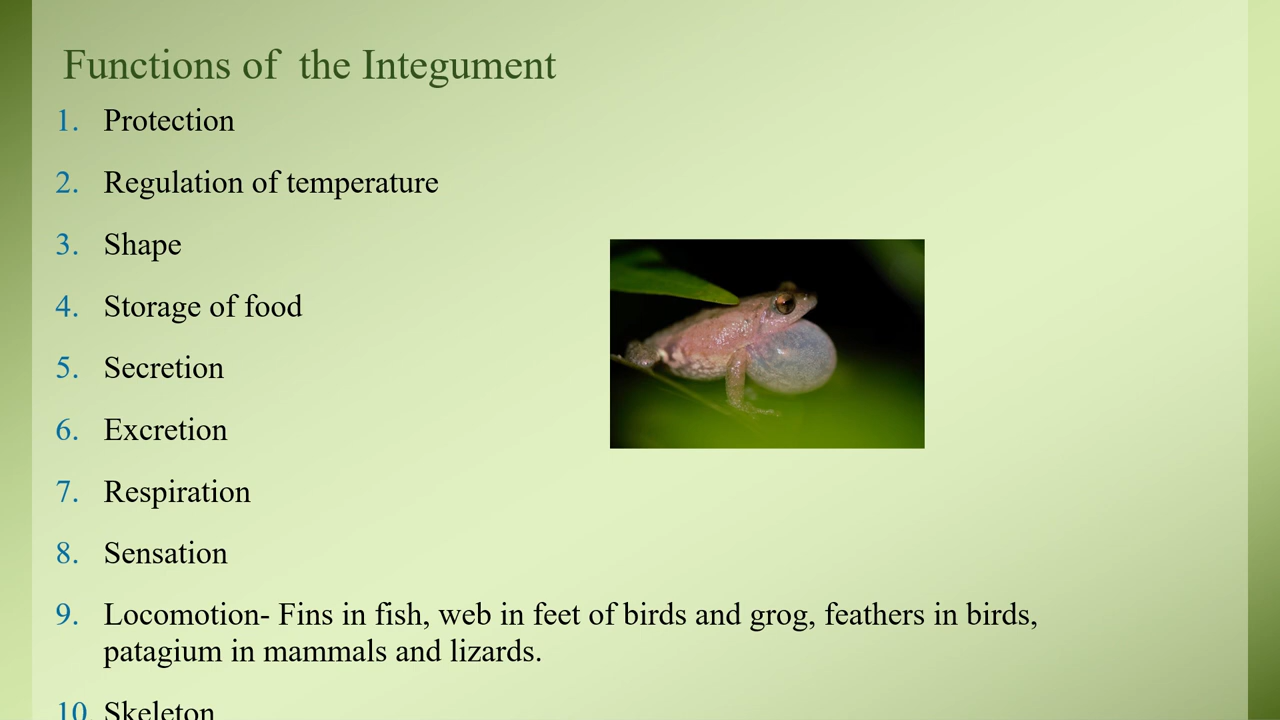 Functions of the Integument
1. Protection
2. Regulation of temperature
3. Shape
4. Storage of food
5. Secretion
6. Excretion
7. Respiration
8. Sensation
9. Locomotion- Fins in fish, web in feet of birds and grog, feathers in birds,
patagium in mammals and lizards.
10. Skeleton